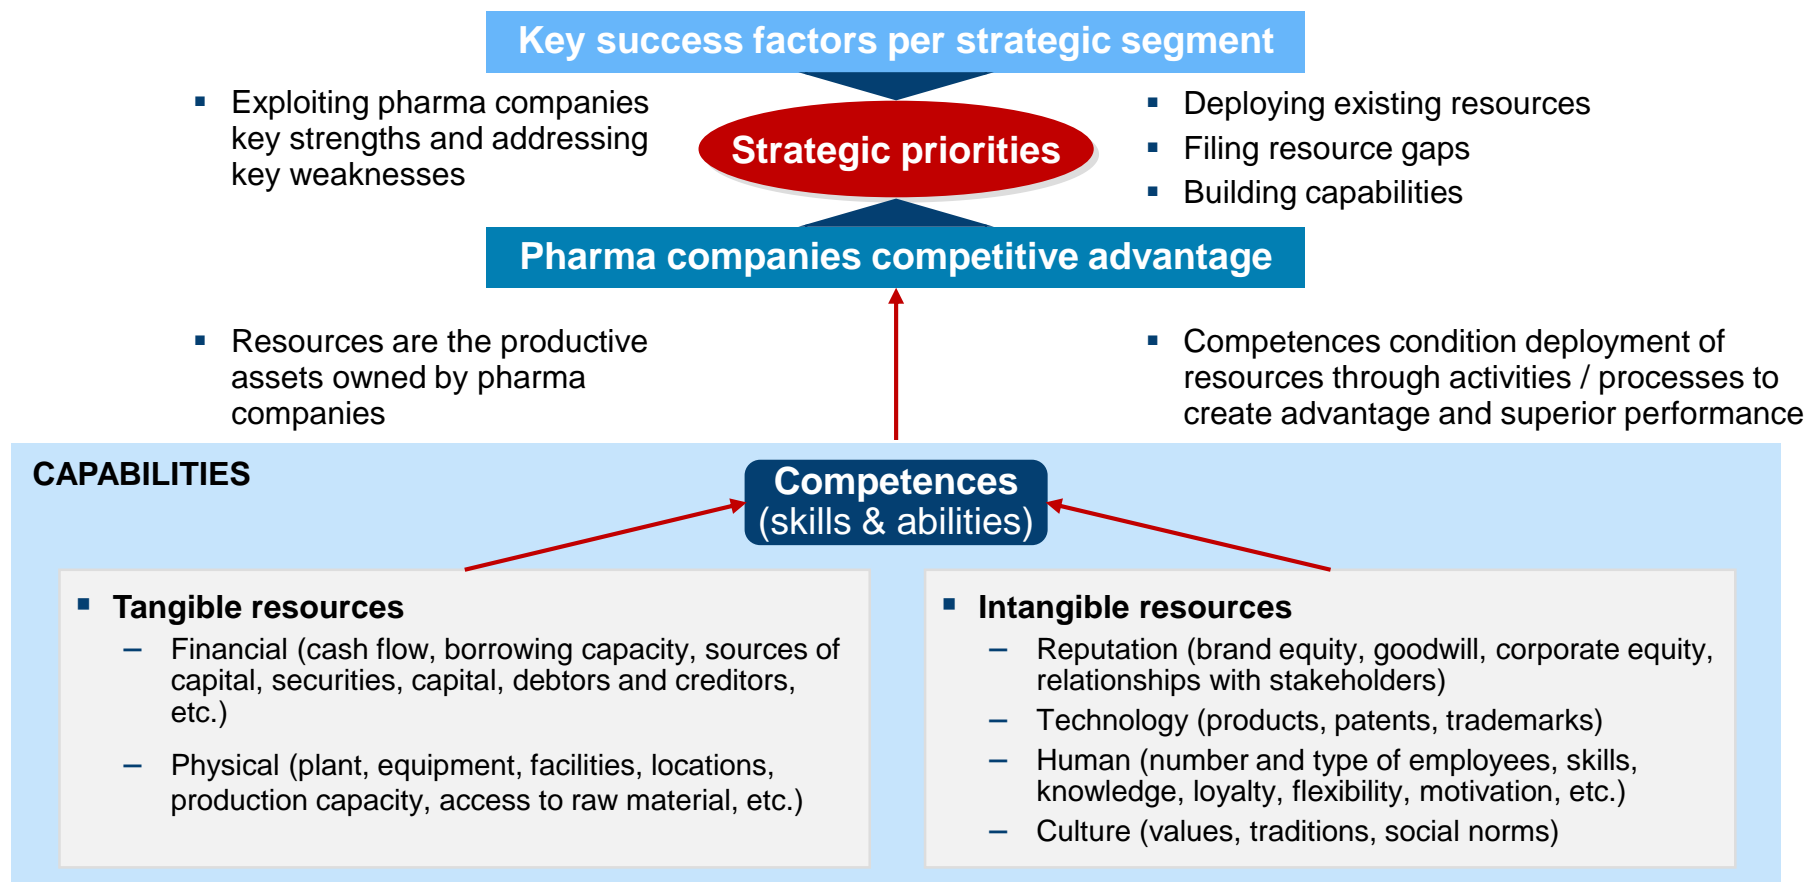 Key success factors per strategic segment
▪ Exploiting pharma companies
key strengths and addressing
key weaknesses
Strategic priorities
▪ Deploying existing resources
▪ Filing resource gaps
▪ Building capabilities
Pharma companies competitive advantage
▪ Resources are the productive
assets owned by pharma
companies
▪ Competences condition deployment of
resources through activities / processes to
create advantage and superior performance
CAPABILITIES
Competences
(skills & abilities)
▪ Tangible resources
– Financial (cash flow, borrowing capacity, sources of
capital, securities, capital, debtors and creditors,
etc.)
– Physical (plant, equipment, facilities, locations,
production capacity, access to raw material, etc.)
▪ Intangible resources
– Reputation (brand equity, goodwill, corporate equity,
relationships with stakeholders)
– Technology (products, patents, trademarks)
– Human (number and type of employees, skills,
knowledge, loyalty, flexibility, motivation, etc.)
– Culture (values, traditions, social norms)